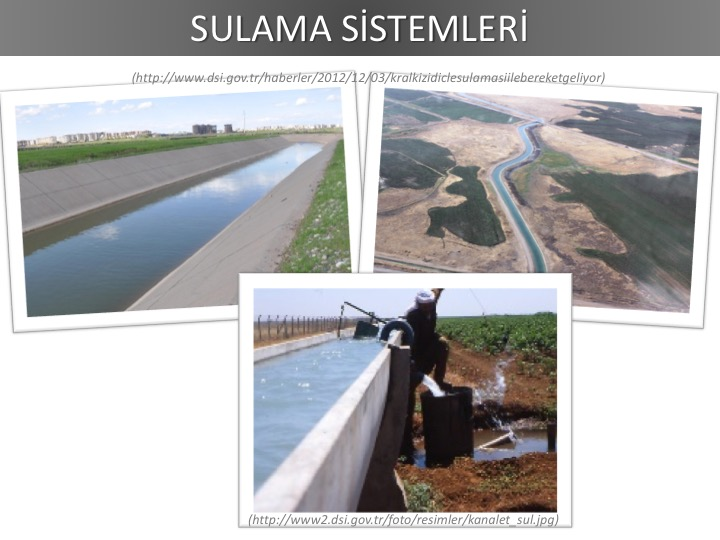 SULAMA SİSTEMLERİ
(http://www.dsi.gov.tr/haberler/2012/12/03/kralkizidiclesulamasiilebereketgeliyor)
(http://www2.dsi.gov.tr/foto/resimler/kanalet_sul.jpg)